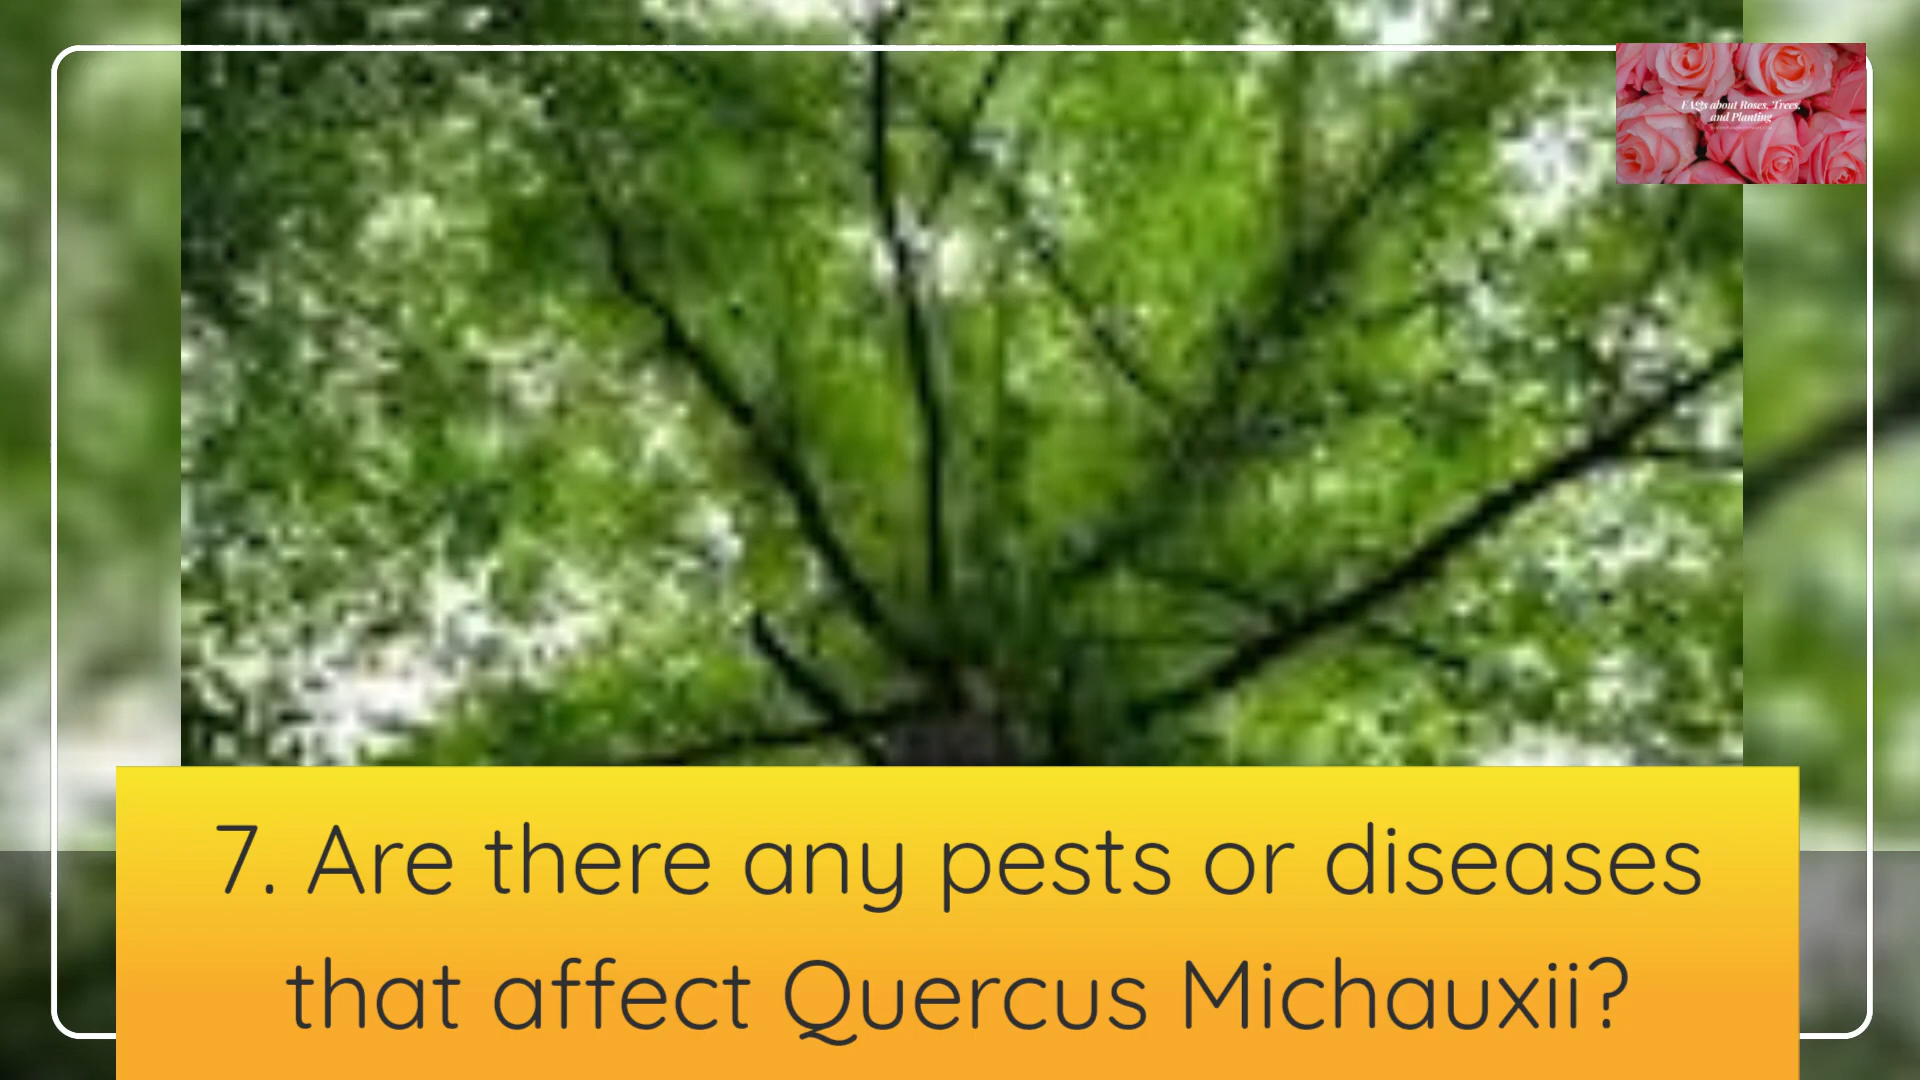 FAQs about Roses, Trees,
and Planting
7. Are there any pests or diseases
that affect Quercus Michauxii?